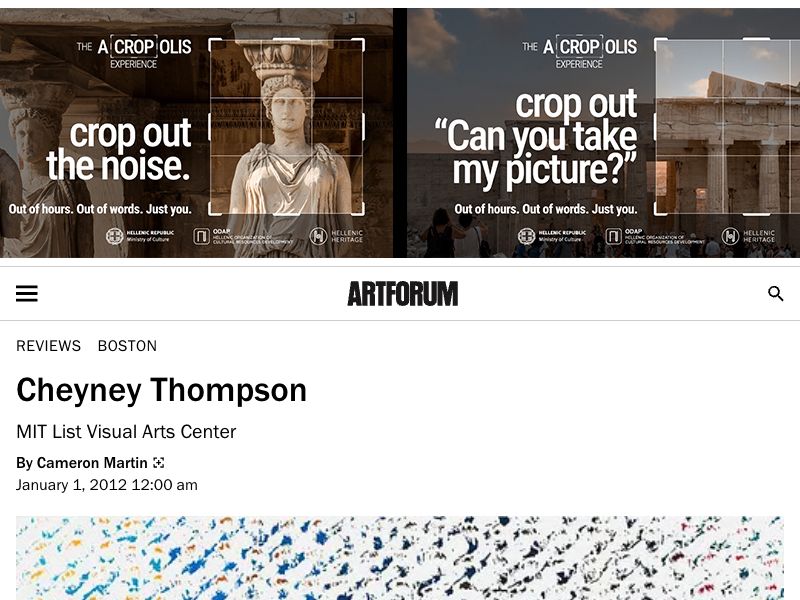 THE A CROP OLIS
EXPERIENCE
crop out
the noise.
Out of hours. Out of words. Just you.
HELLENIC REPUBLIC
Ministry of Culture
ODAP
HELLENIC ORGANIZATION OF
CULTURAL RESOURCES DEVELOPMENT
HELLENIC
HERITAGE
THE A CROP OLIS
EXPERIENCE
crop out
“Can you take
my picture?”
Out of hours. Out of words. Just you.
HELLENIC REPUBLIC
Ministry of Culture
ODAP
HELLENIC ORGANIZATION OF
CULTURAL RESOURCES DEVELOPMENT
HELLENIC
HERITAGE
ARTFORUM
REVIEWS BOSTON
Cheyney Thompson
MIT List Visual Arts Center
By Cameron Martin
January 1, 2012 12:00 am